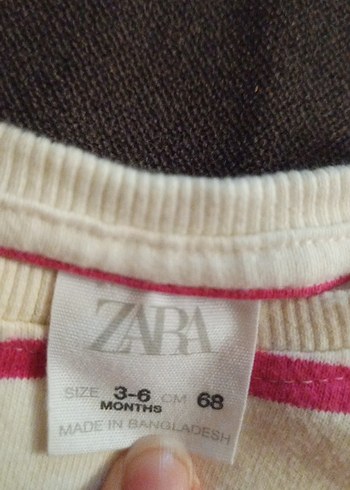 ZARA
SIZE 3-6 CM 68
MONTHS
MADE IN BANGLADESH